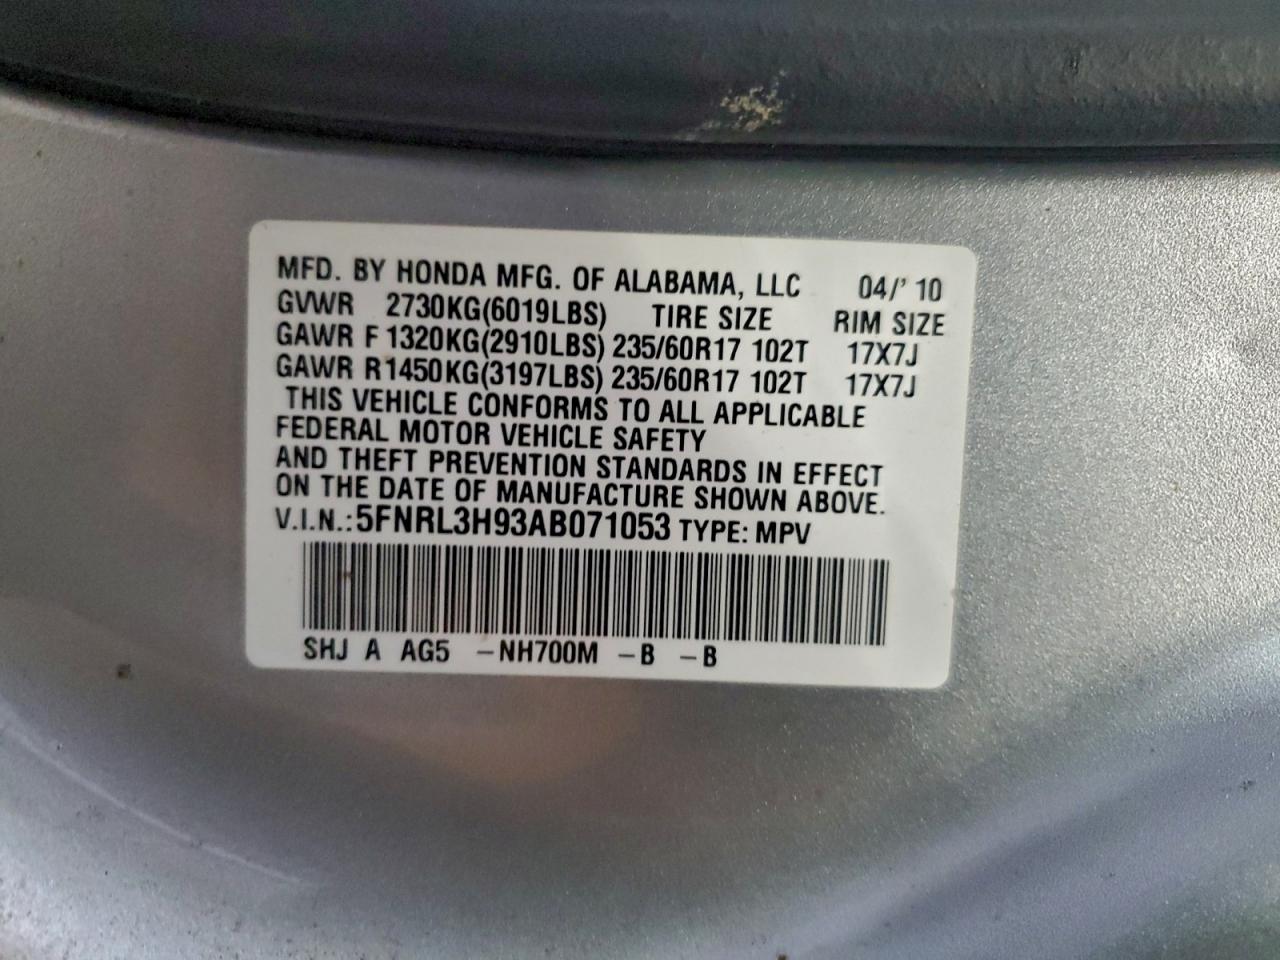 MFD. BY HONDA MFG. OF ALABAMA, LLC 04/' 10
GVWR 2730KG(6019LBS) TIRE SIZE RIM SIZE
GAWR F 1320KG(2910LBS) 235/60R17 102T 17X7J
GAWR R1450KG(3197LBS) 235/60R17 102T 17X7J
THIS VEHICLE CONFORMS TO ALL APPLICABLE
FEDERAL MOTOR VEHICLE SAFETY
AND THEFT PREVENTION STANDARDS IN EFFECT
ON THE DATE OF MANUFACTURE SHOWN ABOVE.
V.I.N.:5FNRL3H93AB071053 TYPE: MPV
SHJ A AG5 -NH700M -B -B